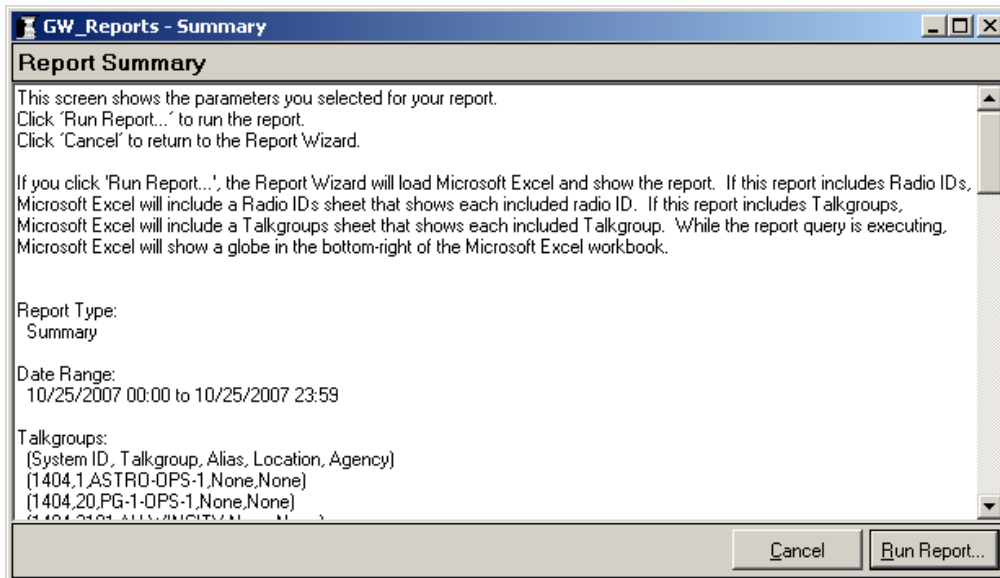 GW_Reports - Summary
Report Summary
This screen shows the parameters you selected for your report.
Click ´Run Report...´ to run the report.
Click ´Cancel´ to return to the Report Wizard.
If you click 'Run Report...', the Report Wizard will load Microsoft Excel and show the report.  If this report includes Radio IDs,
Microsoft Excel will include a Radio IDs sheet that shows each included radio ID.  If this report includes Talkgroups,
Microsoft Excel will include a Talkgroups sheet that shows each included Talkgroup.  While the report query is executing,
Microsoft Excel will show a globe in the bottom-right of the Microsoft Excel workbook.
Report Type:
Summary
Date Range:
10/25/2007 00:00 to 10/25/2007 23:59
Talkgroups:
(System ID, Talkgroup, Alias, Location, Agency)
(1404,1,ASTRO-OPS-1,None,None)
(1404,20,PG-1-OPS-1,None,None)
Cancel
Run Report...